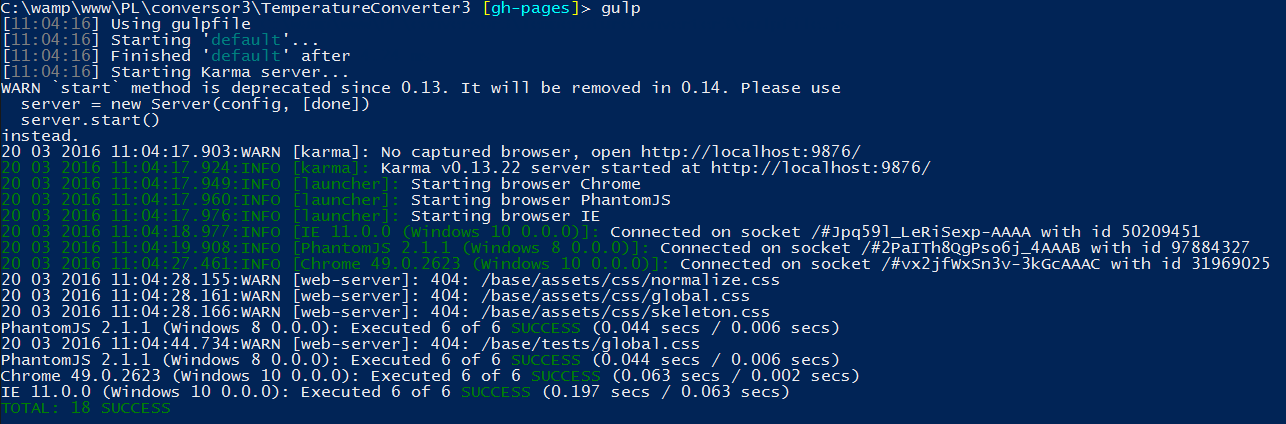 C:\wamp\www\PL\conversor3\TemperatureConverter3 [gh-pages]> gulp
[11:04:16] Using gulpfile
[11:04:16] Starting 'default'...
[11:04:16] Finished 'default' after
[11:04:16] Starting Karma server...
WARN `start` method is deprecated since 0.13. It will be removed in 0.14. Please use
  server = new Server(config, [done])
  server.start()
instead.
20 03 2016 11:04:17.903:WARN [karma]: No captured browser, open http://localhost:9876/
20 03 2016 11:04:17.924:INFO [karma]: Karma v0.13.22 server started at http://localhost:9876/
20 03 2016 11:04:17.949:INFO [launcher]: Starting browser Chrome
20 03 2016 11:04:17.960:INFO [launcher]: Starting browser PhantomJS
20 03 2016 11:04:17.976:INFO [launcher]: Starting browser IE
20 03 2016 11:04:18.977:INFO [IE 11.0.0 (Windows 10 0.0.0)]: Connected on socket /#Jpq59l_LeRiSexp-AAAA with id 50209451
20 03 2016 11:04:19.908:INFO [PhantomJS 2.1.1 (Windows 8 0.0.0)]: Connected on socket /#2PaITh8QgPso6j_4AAAB with id 97884327
20 03 2016 11:04:27.461:INFO [Chrome 49.0.2623 (Windows 10 0.0.0)]: Connected on socket /#vx2jfWxSn3v-3kGcAAAC with id 31969025
20 03 2016 11:04:28.155:WARN [web-server]: 404: /base/assets/css/normalize.css
20 03 2016 11:04:28.161:WARN [web-server]: 404: /base/assets/css/global.css
20 03 2016 11:04:28.166:WARN [web-server]: 404: /base/assets/css/skeleton.css
PhantomJS 2.1.1 (Windows 8 0.0.0): Executed 6 of 6 SUCCESS (0.044 secs / 0.006 secs)
20 03 2016 11:04:44.734:WARN [web-server]: 404: /base/tests/global.css
PhantomJS 2.1.1 (Windows 8 0.0.0): Executed 6 of 6 SUCCESS (0.044 secs / 0.006 secs)
Chrome 49.0.2623 (Windows 10 0.0.0): Executed 6 of 6 SUCCESS (0.063 secs / 0.002 secs)
IE 11.0.0 (Windows 10 0.0.0): Executed 6 of 6 SUCCESS (0.197 secs / 0.063 secs)
TOTAL: 18 SUCCESS